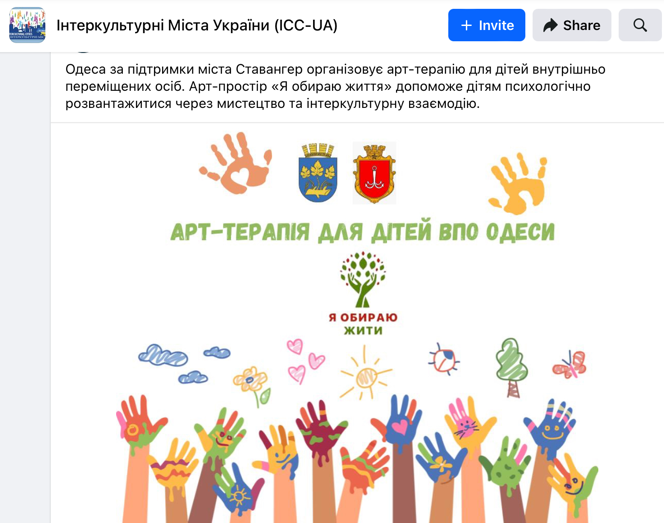 Інтеркультурні Міста України (ICC-UA)
+ Invite
Share
Одеса за підтримки міста Ставангер організовує арт-терапію для дітей внутрішньо
переміщених осіб. Арт-простір «Я обираю життя» допоможе дітям психологічно
розвантажитися через мистецтво та інтеркультурну взаємодію.
АРТ-ТЕРАПІЯ ДЛЯ ДІТЕЙ ВПО ОДЕСИ
Я ОБИРАЮ
ЖИТИ